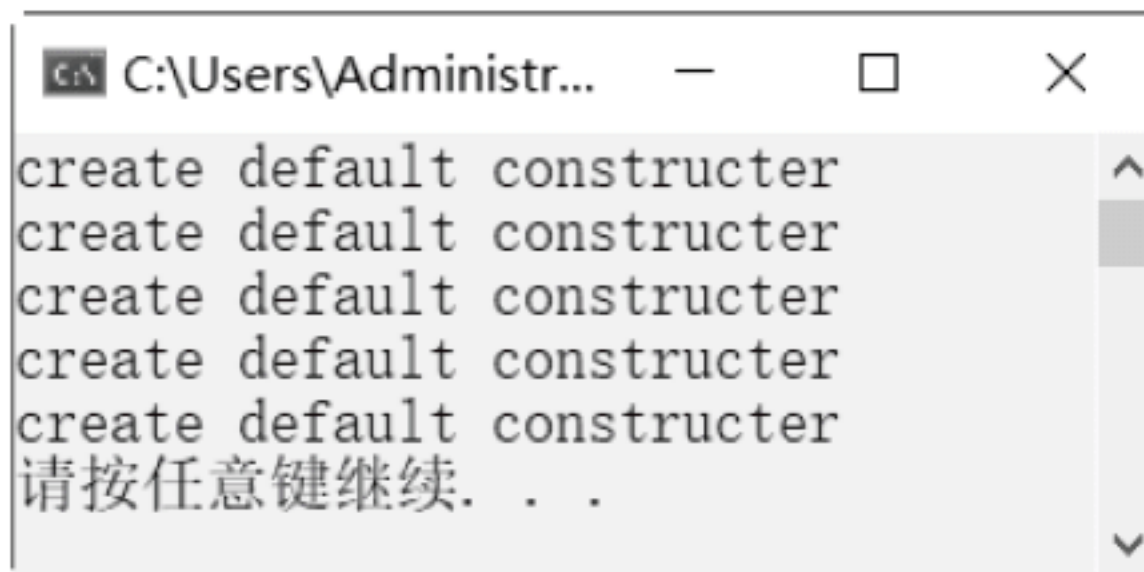 C:\Users\Administr...
create default constructer
create default constructer
create default constructer
create default constructer
create default constructer
请按任意键继续. . .